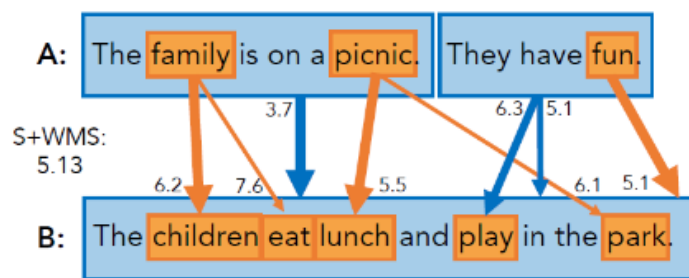 A: The family is on a picnic. They have fun.
3.7 6.3 5.1
S+WMS:
5.13
6.2 7.6 5.5 6.1 5.1
B: The children eat lunch and play in the park.